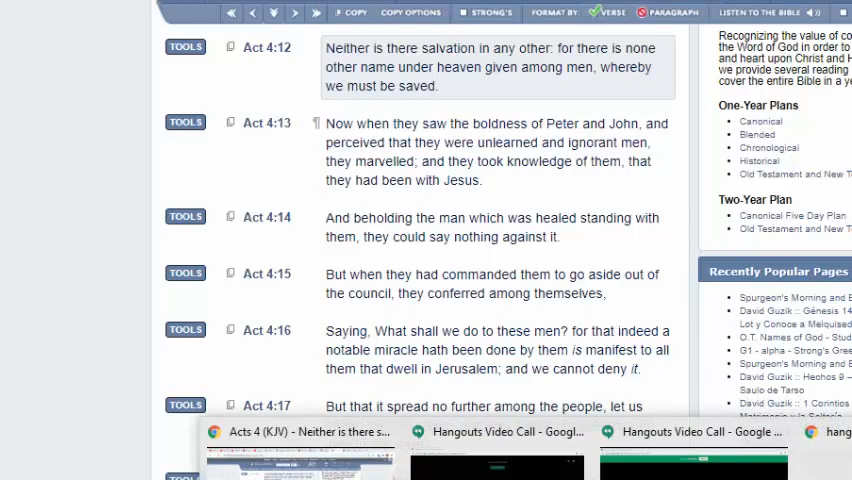 COPY COPY OPTIONS STRONG'S FORMAT BY: VERSE PARAGRAPH LISTEN TO THE BIBLE
TOOLS Act 4:12 Neither is there salvation in any other: for there is none
other name under heaven given among men, whereby
we must be saved.
TOOLS Act 4:13 ¶ Now when they saw the boldness of Peter and John, and
perceived that they were unlearned and ignorant men,
they marvelled; and they took knowledge of them, that
they had been with Jesus.
TOOLS Act 4:14 And beholding the man which was healed standing with
them, they could say nothing against it.
TOOLS Act 4:15 But when they had commanded them to go aside out of
the council, they conferred among themselves,
TOOLS Act 4:16 Saying, What shall we do to these men? for that indeed a
notable miracle hath been done by them is manifest to all
them that dwell in Jerusalem; and we cannot deny it.
TOOLS Act 4:17 But that it spread no further among the people, let us
TOOLS
Recognizing the value of co
the Word of God in order to
and heart upon Christ and H
we provide several reading
cover the entire Bible in a ye
One-Year Plans
Canonical
Blended
Chronological
Historical
Old Testament and New T
Two-Year Plan
Canonical Five Day Plan
Old Testament and New T
Recently Popular Pages
Spurgeon's Morning and E
David Guzik :: Génesis 14
Lot y Conoce a Melquised
O.T. Names of God - Stud
G1 - alpha - Strong's Gree
Spurgeon's Morning and E
David Guzik :: Hechos 9 –
Saulo de Tarso
David Guzik :: 1 Corintios
Acts 4 (KJV) - Neither is there s...
Hangouts Video Call - Googl...
Hangouts Video Call - Google ...
hang